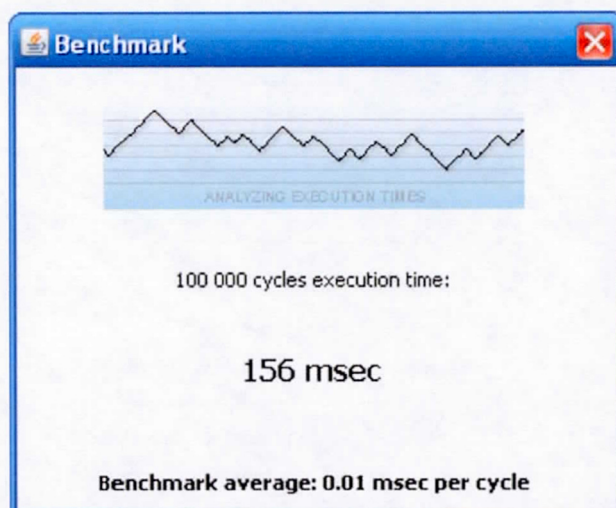 Benchmark
ANALYZING EXECUTION TIMES
100 000 cycles execution time:
156 msec
Benchmark average: 0.01 msec per cycle